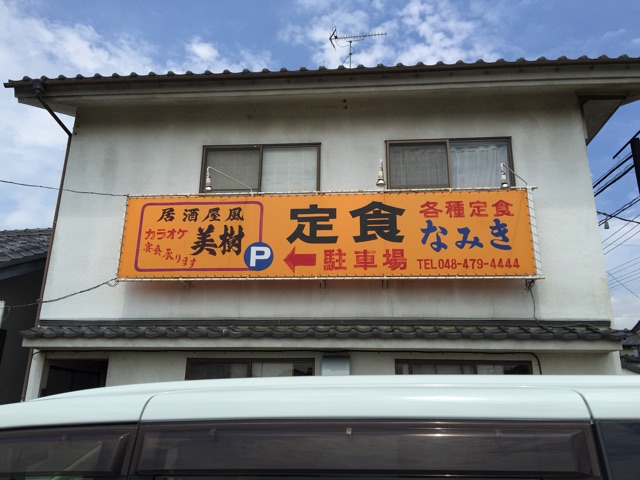 居酒屋風
カラオケ
美樹
宴会承ります
P
定食
←駐車場
各種定食
なみき
TEL048-479-4444